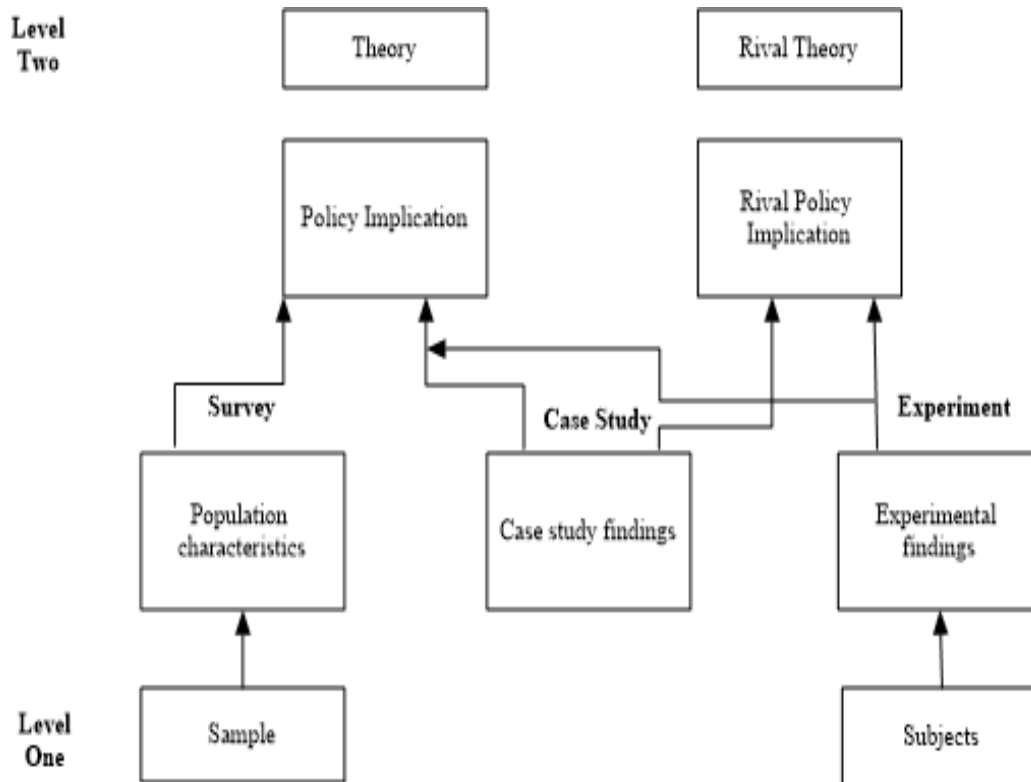 Level
Two
Theory
Rival Theory
Policy Implication
Rival Policy
Implication
Survey
Case Study
Experiment
Population
characteristics
Case study findings
Experimental
findings
Level
One
Sample
Subjects